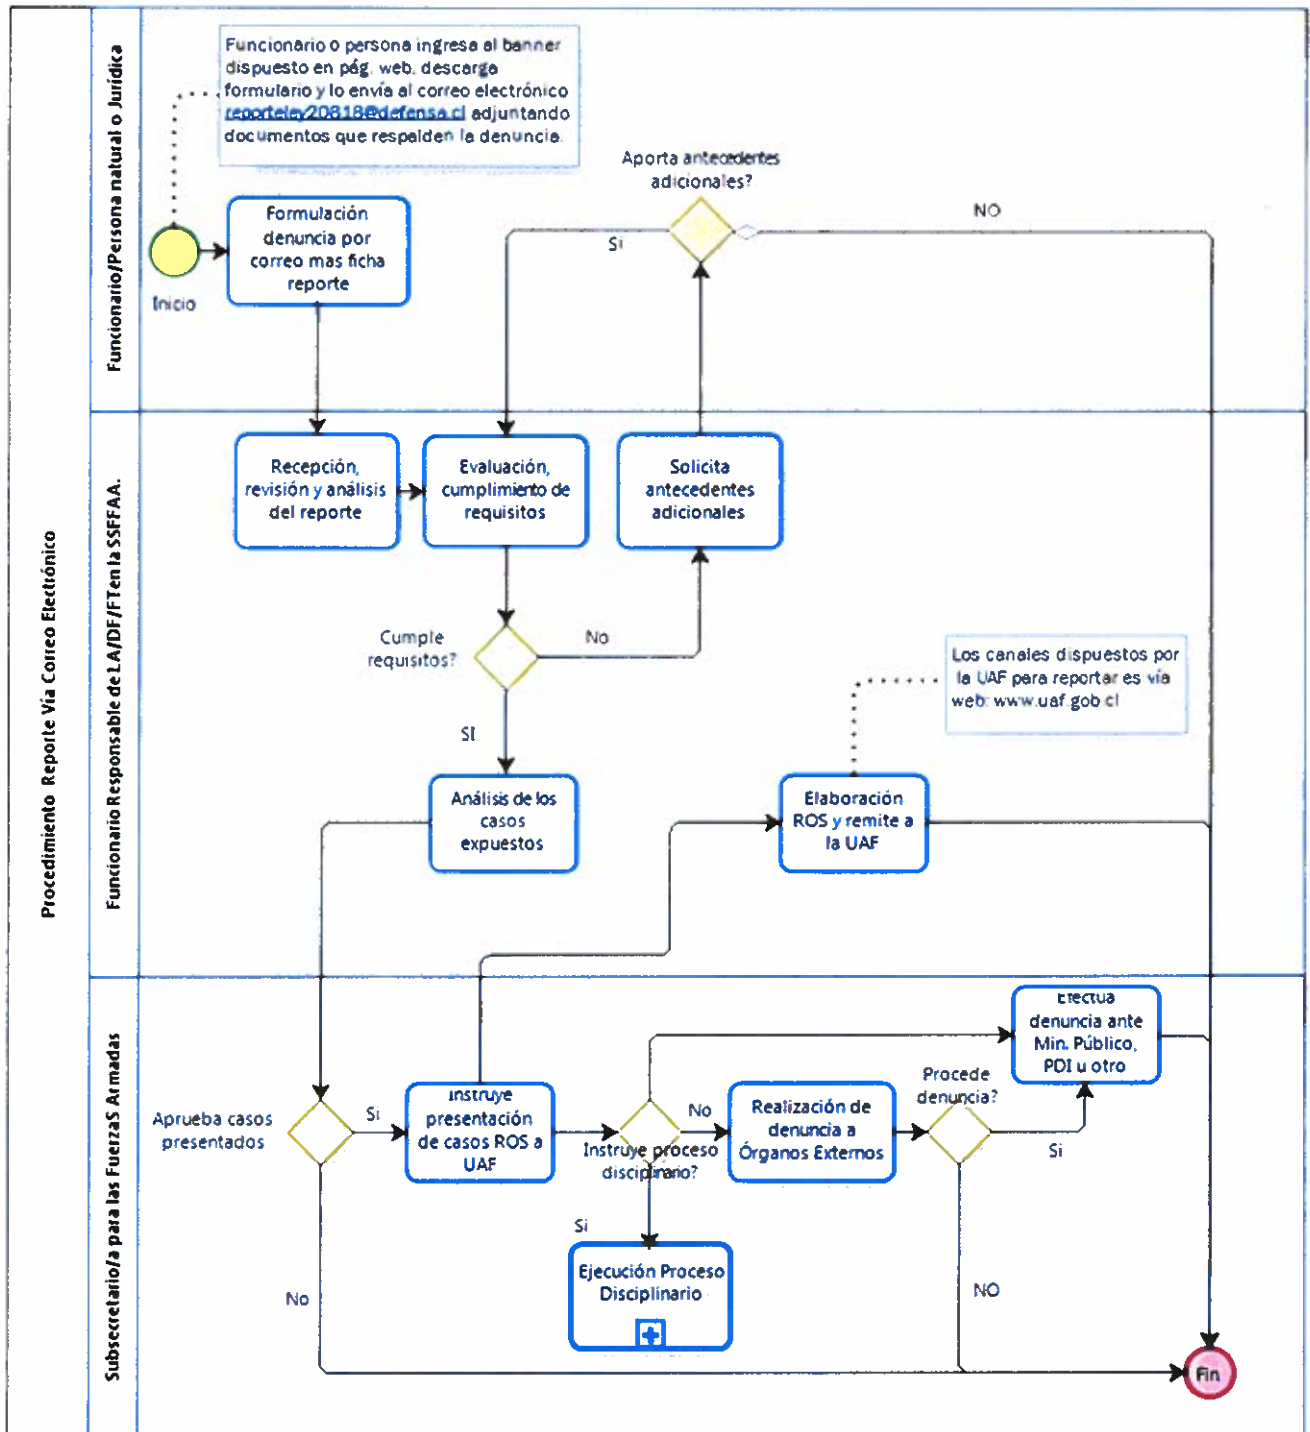 Procedimiento Reporte Vía Correo Electrónico
Funcionario/Persona natural o Jurídica
Funcionario o persona ingresa al banner
dispuesto en pág. web, descarga
formulario y lo envía al correo electrónico
reporteley20818@defensa.cl adjuntando
documentos que respalden la denuncia.
Inicio
Formulación
denuncia por
correo mas ficha
reporte
Aporta antecedentes
adicionales?
Si
NO
Funcionario Responsable de LA/DF/FT en la SSFFAA.
Recepción,
revisión y análisis
del reporte
Evaluación,
cumplimiento de
requisitos
Solicita
antecedentes
adicionales
Cumple
requisitos?
No
SI
Los canales dispuestos por
la UAF para reportar es vía
web: www.uaf.gob.cl
Análisis de los
casos
expuestos
Elaboración
ROS y remite a
la UAF
Subsecretario/a para las FuerzaS Armadas
Aprueba casos
presentados
Si
No
Instruye
presentación
de casos ROS a
UAF
Instruye proceso
disciplinario?
No
Si
Realización de
denuncia a
Órganos Externos
Procede
denuncia?
Si
NO
Efectua
denuncia ante
Min. Público,
PDI u otro
Ejecución Proceso
Disciplinario
Fin